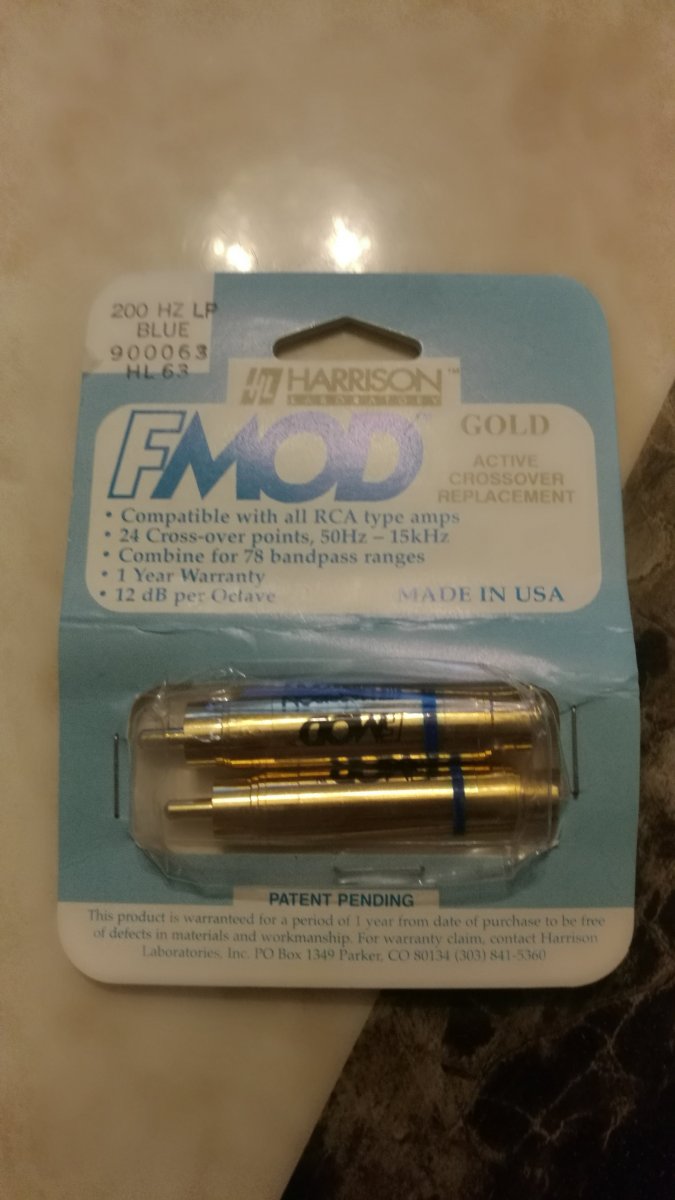 200 HZ LP
BLUE
900063
HL 63
HARRISON™
LABORATORY
FMOD™
GOLD
ACTIVE
CROSSOVER
REPLACEMENT
• Compatible with all RCA type amps
• 24 Cross-over points, 50Hz – 15kHz
• Combine for 78 bandpass ranges
• 1 Year Warranty
• 12 dB per Octave
MADE IN USA
FMOD
PATENT PENDING
This product is warranteed for a period of 1 year from date of purchase to be free
of defects in materials and workmanship. For warranty claim, contact Harrison
Laboratories, Inc. PO Box 1349 Parker, CO 80134 (303) 841-5360